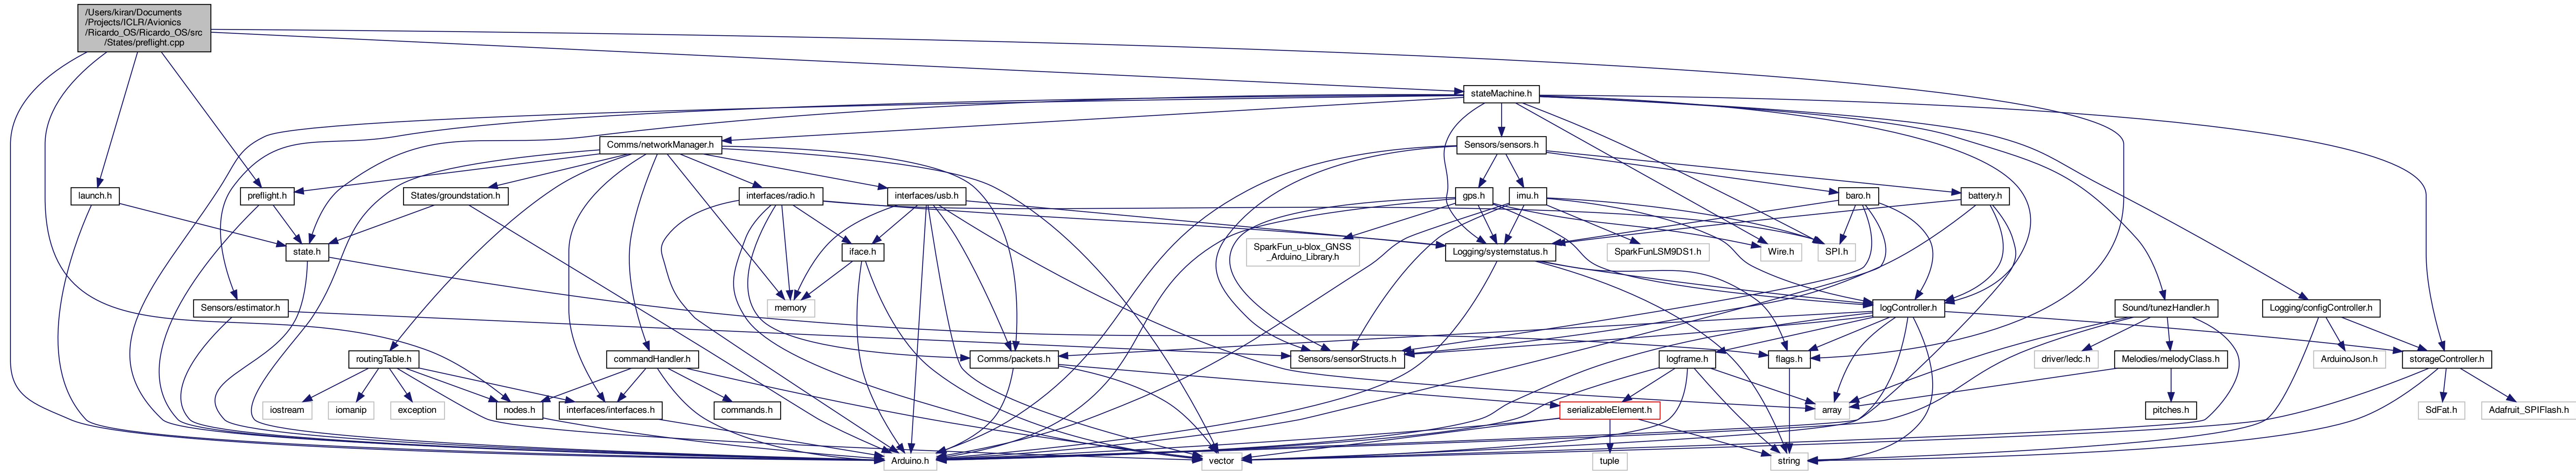 /Users/kiran/Documents
/Projects/ICLR/Avionics
/Ricardo_OS/Ricardo_OS/src
/States/preflight.cpp
stateMachine.h
Comms/networkManager.h
Sensors/sensors.h
launch.h
preflight.h
States/groundstation.h
interfaces/radio.h
interfaces/usb.h
gps.h
imu.h
baro.h
battery.h
state.h
iface.h
SparkFun_u-blox_GNSS
_Arduino_Library.h
Logging/systemstatus.h
SparkFunLSM9DS1.h
Wire.h
SPI.h
Sensors/estimator.h
memory
logController.h
Sound/tunezHandler.h
Logging/configController.h
routingTable.h
commandHandler.h
Comms/packets.h
Sensors/sensorStructs.h
logframe.h
flags.h
driver/ledc.h
Melodies/melodyClass.h
ArduinoJson.h
storageController.h
iostream
iomanip
exception
nodes.h
interfaces/interfaces.h
commands.h
serializableElement.h
array
pitches.h
SdFat.h
Adafruit_SPIFlash.h
Arduino.h
vector
tuple
string